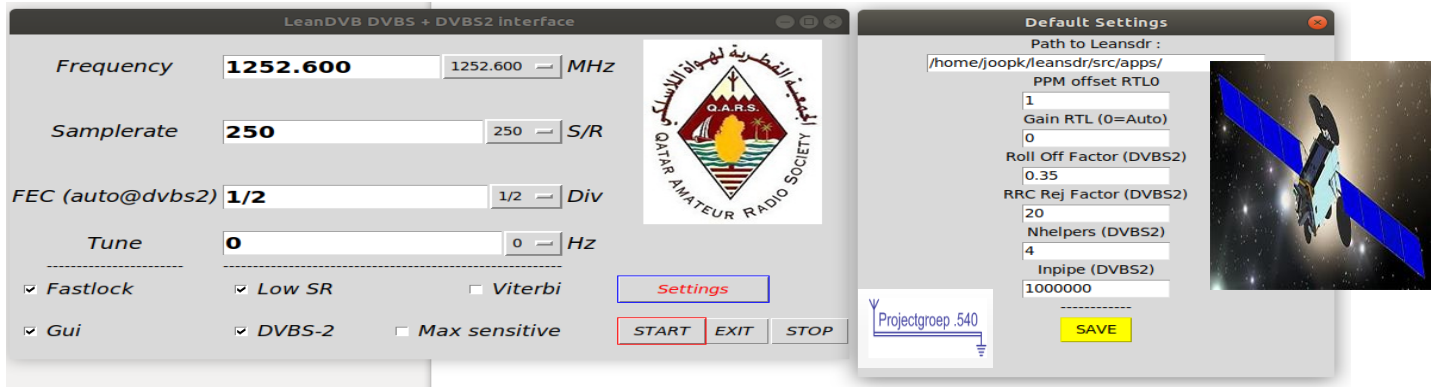 LeanDVB DVBS + DVBS2 interface
Frequency 1252.600 1252.600 MHz
Samplerate 250 250 S/R
FEC (auto@dvbs2) 1/2 1/2 Div
Tune 0 0 Hz
-----------------------
---------------------------------------------------------
Fastlock Low SR Viterbi Settings
Gui DVBS-2 Max sensitive START EXIT STOP
الجمعية القطرية لهواة اللاسلكي
Q.A.R.S.
QATAR AMATEUR RADIO SOCIETY
Default Settings
Path to Leansdr :
/home/joopk/leansdr/src/apps/
PPM offset RTL0
1
Gain RTL (0=Auto)
0
Roll Off Factor (DVBS2)
0.35
RRC Rej Factor (DVBS2)
20
Nhelpers (DVBS2)
4
Inpipe (DVBS2)
1000000
------------
SAVE
Projectgroep .540